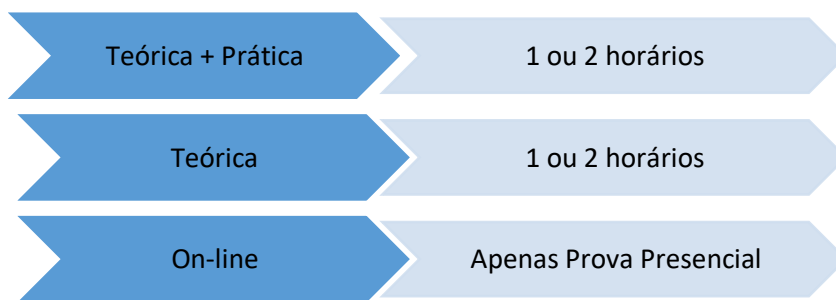 Teórica + Prática
1 ou 2 horários
Teórica
1 ou 2 horários
On-line
Apenas Prova Presencial